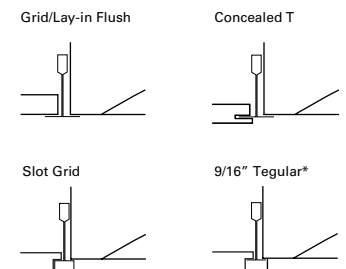 Grid/Lay-in Flush
Concealed T
Slot Grid
9/16” Tegular*